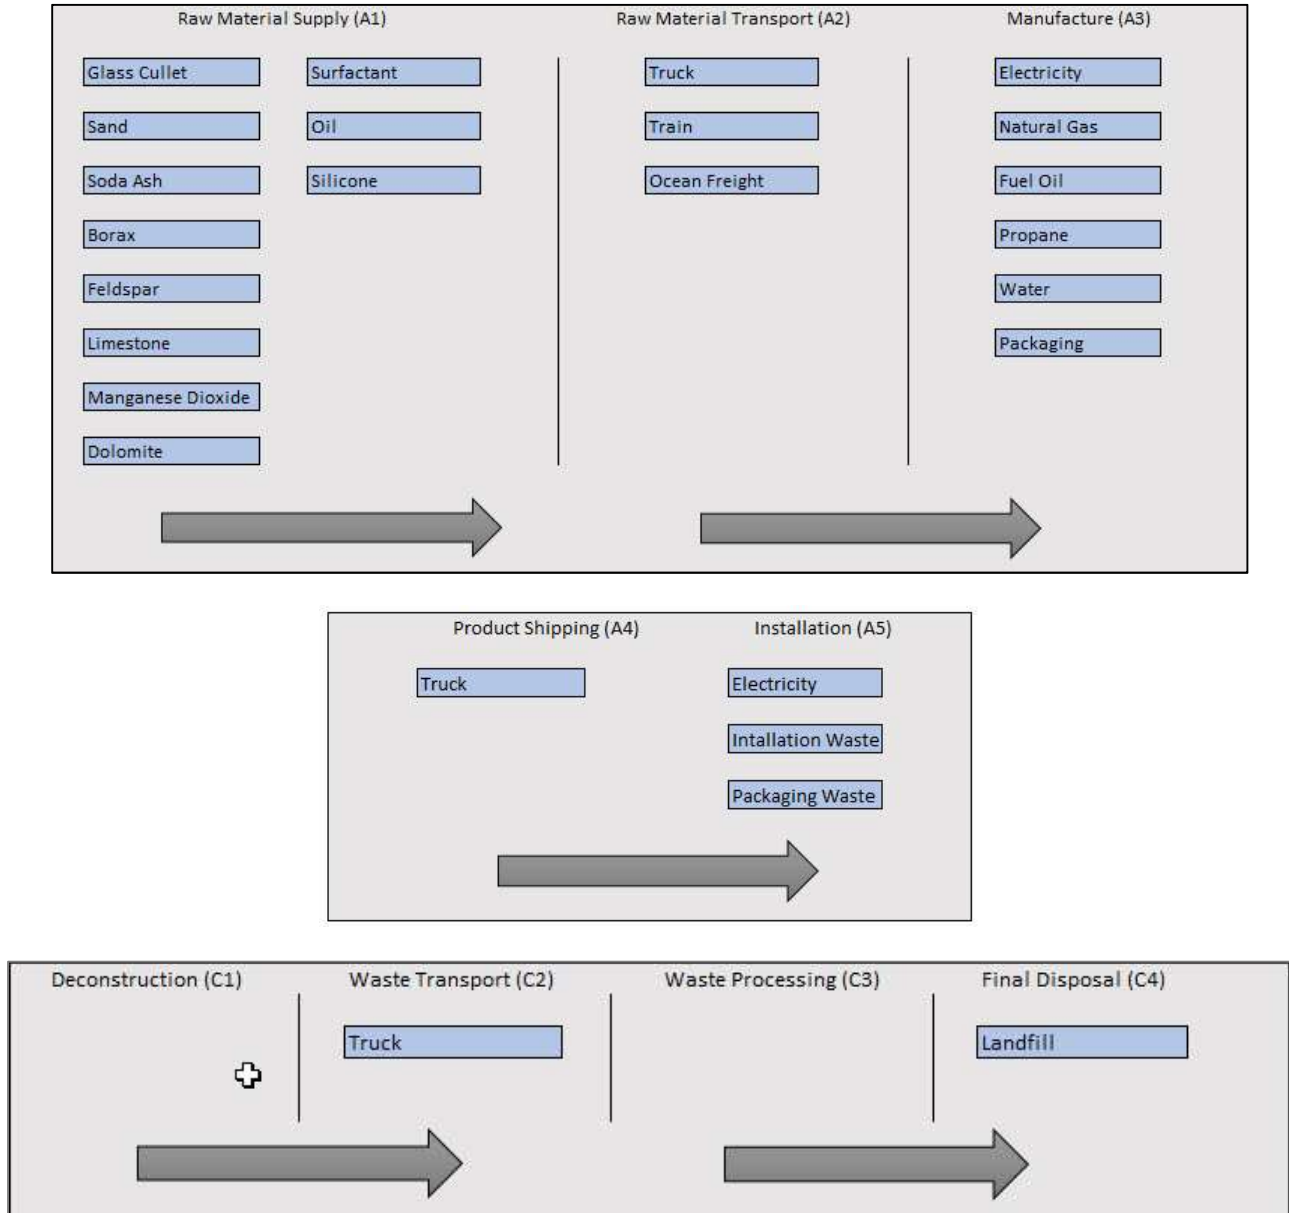 Raw Material Supply (A1)
Raw Material Transport (A2)
Manufacture (A3)
Glass Cullet
Surfactant
Truck
Electricity
Sand
Oil
Train
Natural Gas
Soda Ash
Silicone
Ocean Freight
Fuel Oil
Borax
Propane
Feldspar
Water
Limestone
Packaging
Manganese Dioxide
Dolomite
Product Shipping (A4)
Installation (A5)
Truck
Electricity
Intallation Waste
Packaging Waste
Deconstruction (C1)
Waste Transport (C2)
Waste Processing (C3)
Final Disposal (C4)
Truck
Landfill